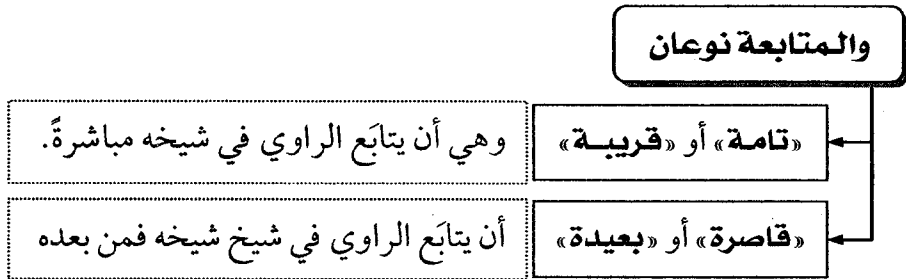 والمتابعة نوعان
«تامة» أو «قريبة» وهي أن يتابَع الراوي في شيخه مباشرةً.
«قاصرة» أو «بعيدة» أن يتابَع الراوي في شيخ شيخه فمن بعده